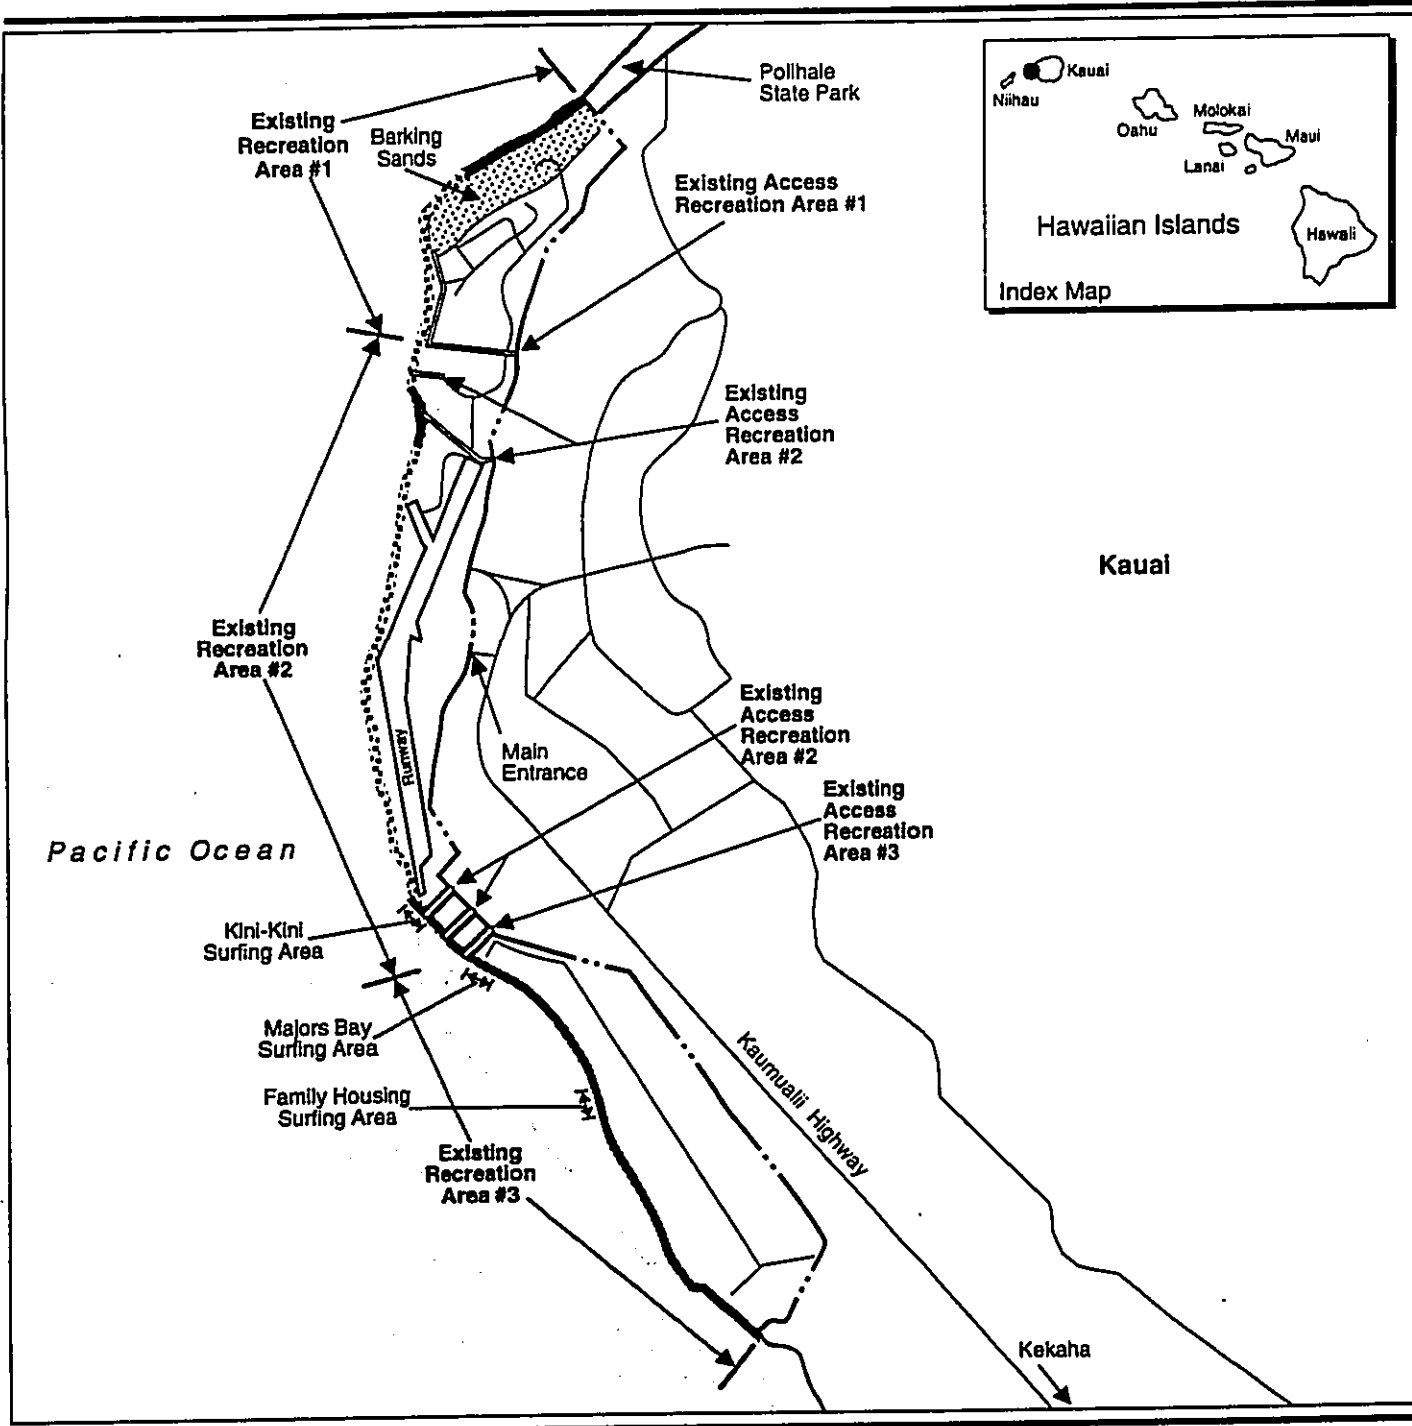 Polihale
State Park
Existing
Recreation
Area #1
Barking
Sands
Existing Access
Recreation Area #1
Kauai
Niihau
Oahu
Molokai
Maui
Lanai
Hawaiian Islands
Hawaii
Index Map
Existing
Access
Recreation
Area #2
Kauai
Existing
Recreation
Area #2
Existing
Access
Recreation
Area #2
Main
Entrance
Runway
Existing
Access
Recreation
Area #3
Pacific Ocean
Kini-Kini
Surfing Area
Majors Bay
Surfing Area
Kaumualii Highway
Family Housing
Surfing Area
Existing
Recreation
Area #3
Kekaha